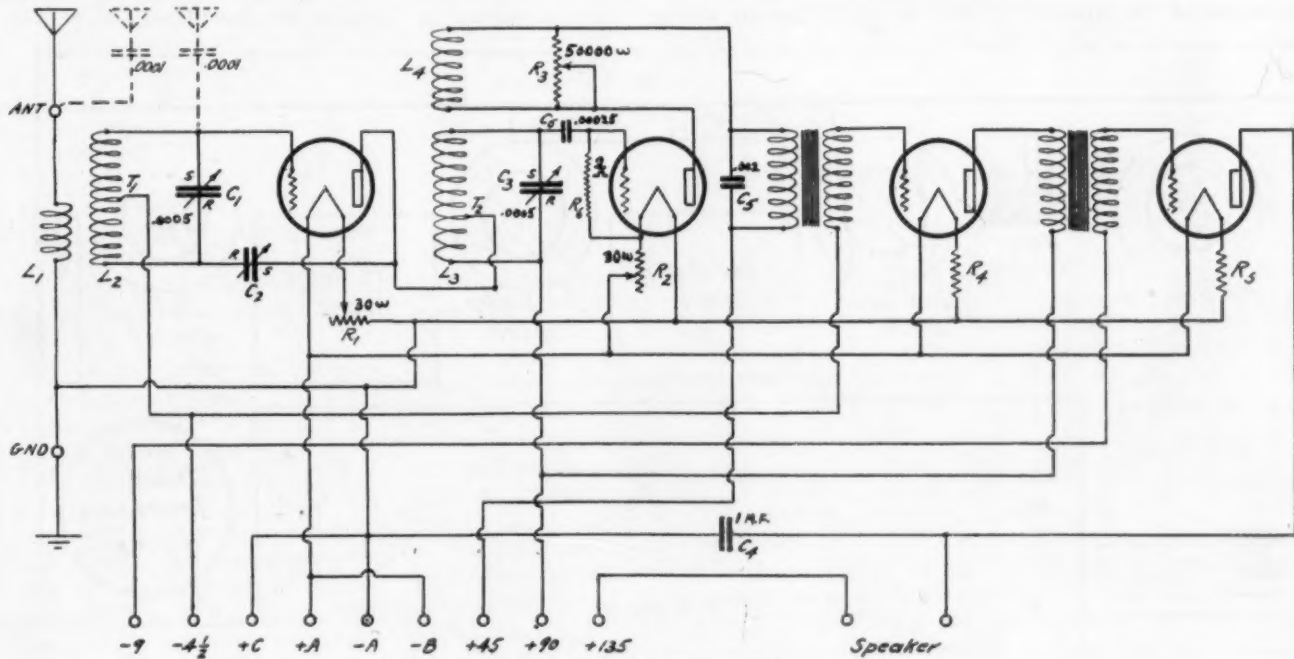 .0001
.0001
ANT
L4
50000 ω
R3
C6 .00025
T1
S
C1
.0005
R
L1
L2
R
C2
S
30 ω
R1
C3
S
.0005
R
T2
L3
R6
30 ω
R2
.002
C5
R4
R5
GND
1 M.F.
C4
-9
-4½
+C
+A
-A
-B
+45
+90
+135
Speaker